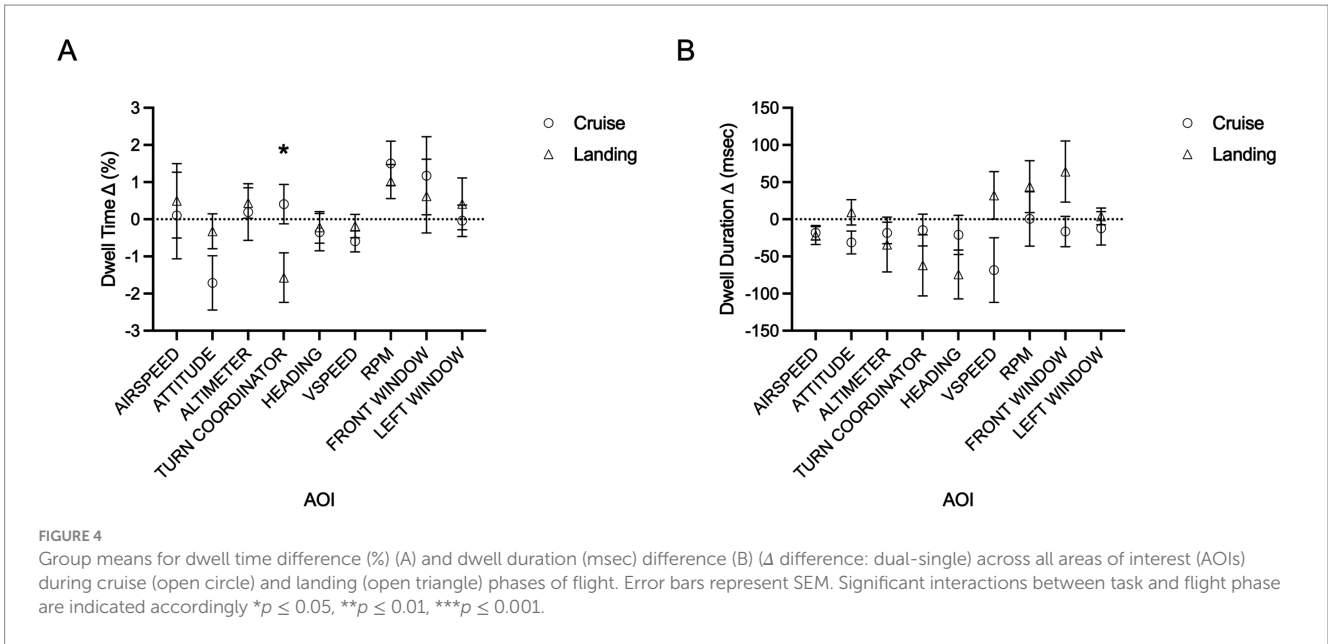 A
Dwell Time Δ (%)
3
2
1
0
-1
-2
-3
*
Cruise
Landing
AIRSPEED
ATTITUDE
ALTIMETER
TURN COORDINATOR
HEADING
VSPEED
RPM
FRONT WINDOW
LEFT WINDOW
AOI
B
Dwell Duration Δ (msec)
150
100
50
0
-50
-100
-150
Cruise
Landing
AIRSPEED
ATTITUDE
ALTIMETER
TURN COORDINATOR
HEADING
VSPEED
RPM
FRONT WINDOW
LEFT WINDOW
AOI
FIGURE 4
Group means for dwell time difference (%) (A) and dwell duration (msec) difference (B) (Δ difference: dual-single) across all areas of interest (AOIs)
during cruise (open circle) and landing (open triangle) phases of flight. Error bars represent SEM. Significant interactions between task and flight phase
are indicated accordingly *p ≤ 0.05, **p ≤ 0.01, ***p ≤ 0.001.